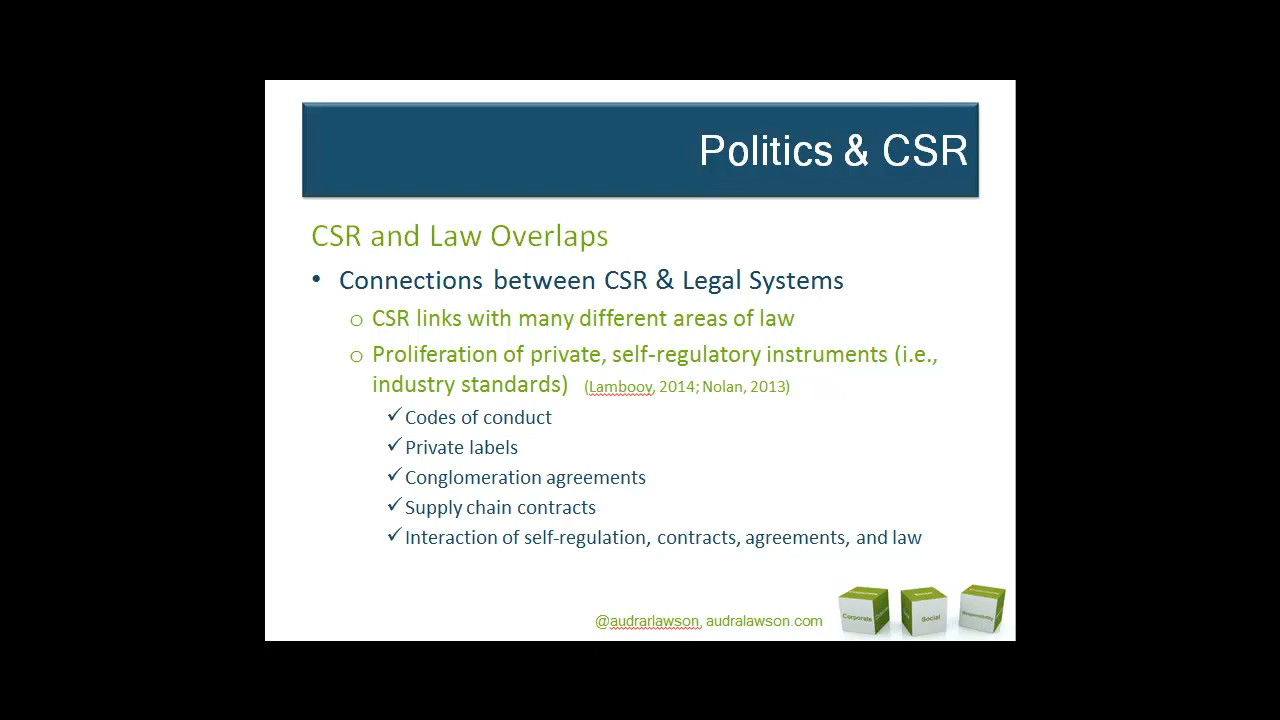 Politics & CSR
CSR and Law Overlaps
• Connections between CSR & Legal Systems
o CSR links with many different areas of law
o Proliferation of private, self-regulatory instruments (i.e.,
industry standards) (Lambooy, 2014; Nolan, 2013)
✓ Codes of conduct
✓ Private labels
✓ Conglomeration agreements
✓ Supply chain contracts
✓ Interaction of self-regulation, contracts, agreements, and law
@audrarlawson, audralawson.com
Corporate
Social
Responsibility